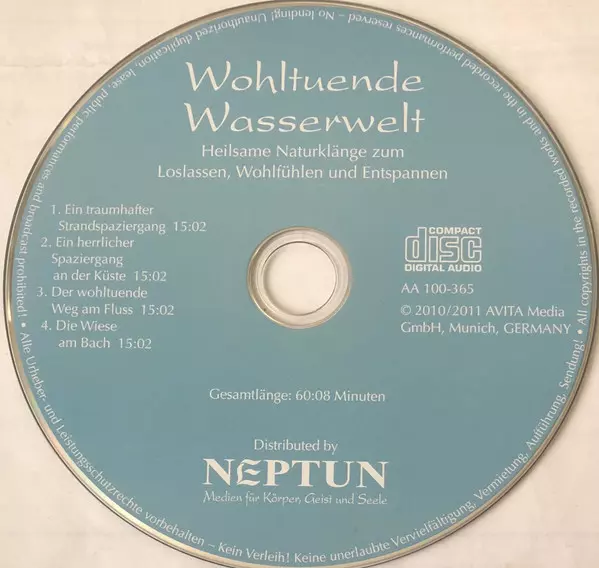 Wohltuende
Wasserwelt
Heilsame Naturklänge zum
Loslassen, Wohlfühlen und Entspannen
1. Ein traumhafter
Strandspaziergang 15:02
2. Ein herrlicher
Spaziergang
an der Küste 15:02
3. Der wohltuende
Weg am Fluss 15:02
4. Die Wiese
am Bach 15:02
COMPACT
disc
DIGITAL AUDIO
AA 100-365
© 2010/2011 AVITA Media
GmbH, Munich, GERMANY
Gesamtlänge: 60:08 Minuten
Distributed by
NEPTUN
Medien für Körper, Geist und Seele
• Alle Urheber- und Leistungsschutzrechte vorbehalten – Kein Verleih! Keine unerlaubte Vervielfältigung, Vermietung, Aufführung, Sendung!
• All copyrights in the recorded works and in the recorded performances reserved – No lending! Unauthorized duplication, lease, public performances and broadcast prohibited!